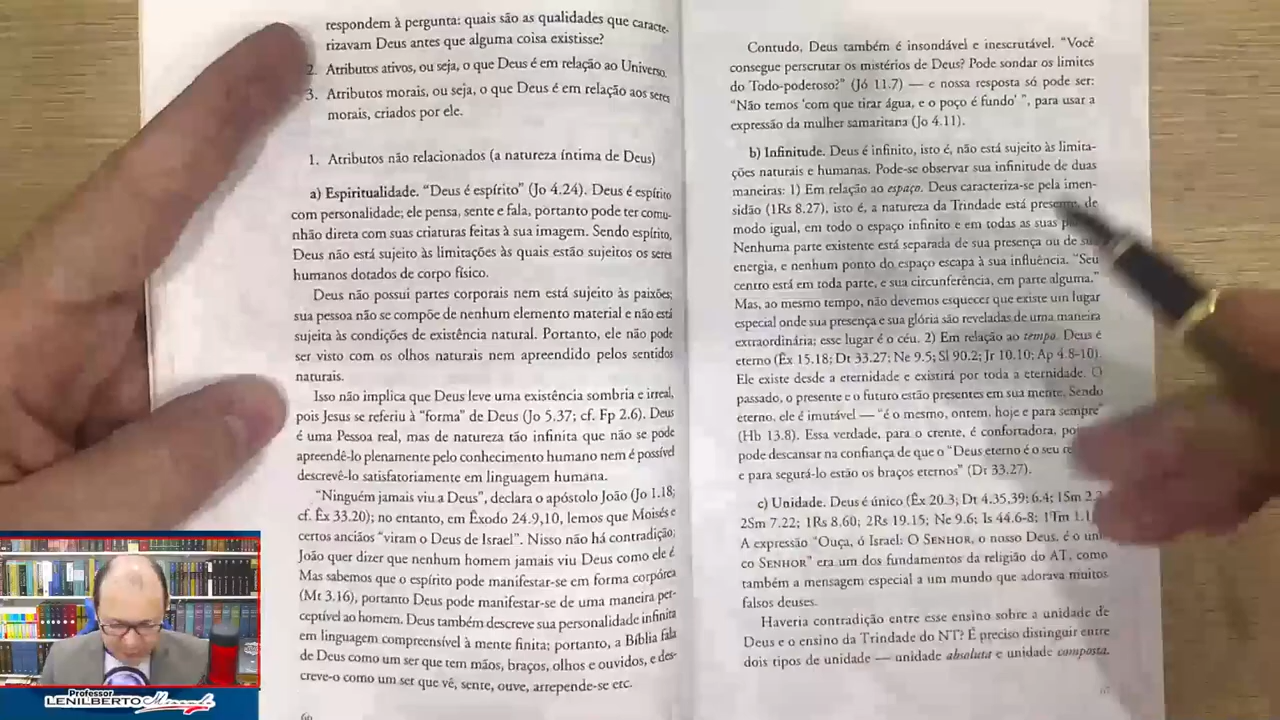 respondem à pergunta: quais são as qualidades que caracte-
rizavam Deus antes que alguma coisa existisse?
2. Atributos ativos, ou seja, o que Deus é em relação ao Universo.
3. Atributos morais, ou seja, o que Deus é em relação aos seres
morais, criados por ele.
1. Atributos não relacionados (a natureza íntima de Deus)
a) Espiritualidade. “Deus é espírito” (Jo 4.24). Deus é espírito
com personalidade; ele pensa, sente e fala, portanto pode ter comu-
nhão direta com suas criaturas feitas à sua imagem. Sendo espírito,
Deus não está sujeito às limitações às quais estão sujeitos os seres
humanos dotados de corpo físico.
Deus não possui partes corporais nem está sujeito às paixões;
sua pessoa não se compõe de nenhum elemento material e não está
sujeita às condições de existência natural. Portanto, ele não pode
ser visto com os olhos naturais nem apreendido pelos sentidos
naturais.
Isso não implica que Deus leve uma existência sombria e irreal,
pois Jesus se referiu à “forma” de Deus (Jo 5.37; cf. Fp 2.6). Deus
é uma Pessoa real, mas de natureza tão infinita que não se pode
apreendê-lo plenamente pelo conhecimento humano nem é possível
descrevê-lo satisfatoriamente em linguagem humana.
“Ninguém jamais viu a Deus”, declara o apóstolo João (Jo 1.18;
cf. Êx 33.20); no entanto, em Êxodo 24.9,10, lemos que Moisés e
certos anciãos “viram o Deus de Israel”. Nisso não há contradição;
João quer dizer que nenhum homem jamais viu Deus como ele é.
Mas sabemos que o espírito pode manifestar-se em forma corpórea
(Mt 3.16), portanto Deus pode manifestar-se de uma maneira per-
ceptível ao homem. Deus também descreve sua personalidade infinita
em linguagem compreensível à mente finita; portanto, a Bíblia fala
de Deus como um ser que tem mãos, braços, olhos e ouvidos, e des-
creve-o como um ser que vê, sente, ouve, arrepende-se etc.
66
Contudo, Deus também é insondável e inescrutável. “Você
consegue perscrutar os mistérios de Deus? Pode sondar os limites
do Todo-poderoso?” (Jó 11.7) — e nossa resposta só pode ser:
“Não temos ‘com que tirar água, e o poço é fundo’ ”, para usar a
expressão da mulher samaritana (Jo 4.11).
b) Infinitude. Deus é infinito, isto é, não está sujeito às limita-
ções naturais e humanas. Pode-se observar sua infinitude de duas
maneiras: 1) Em relação ao espaço. Deus caracteriza-se pela imen-
sidão (1Rs 8.27), isto é, a natureza da Trindade está presente, de
modo igual, em todo o espaço infinito e em todas as suas
Nenhuma parte existente está separada de sua presença ou de sua
energia, e nenhum ponto do espaço escapa à sua influência. “Seu
centro está em toda parte, e sua circunferência, em parte alguma.”
Mas, ao mesmo tempo, não devemos esquecer que existe um lugar
especial onde sua presença e sua glória são reveladas de uma maneira
extraordinária; esse lugar é o céu. 2) Em relação ao tempo. Deus é
eterno (Êx 15.18; Dt 33.27; Ne 9.5; Sl 90.2; Jr 10.10; Ap 4.8-10).
Ele existe desde a eternidade e existirá por toda a eternidade. O
passado, o presente e o futuro estão presentes em sua mente. Sendo
eterno, ele é imutável — “é o mesmo, ontem, hoje e para sempre”
(Hb 13.8). Essa verdade, para o crente, é confortadora,
pode descansar na confiança de que o “Deus eterno é o seu
e para segurá-lo estão os braços eternos” (Dt 33.27).
c) Unidade. Deus é único (Êx 20.3; Dt 4.35,39; 6.4; 1Sm 2.2
2Sm 7.22; 1Rs 8.60; 2Rs 19.15; Ne 9.6; Is 44.6-8; 1Tm 1.1
A expressão “Ouça, ó Israel: O SENHOR, o nosso Deus, é o úni-
co SENHOR” era um dos fundamentos da religião do AT, como
também a mensagem especial a um mundo que adorava muitos
falsos deuses.
Haveria contradição entre esse ensino sobre a unidade de
Deus e o ensino da Trindade do NT? É preciso distinguir entre
dois tipos de unidade — unidade absoluta e unidade composta.
67
Professor
LENILBERTO Miranda